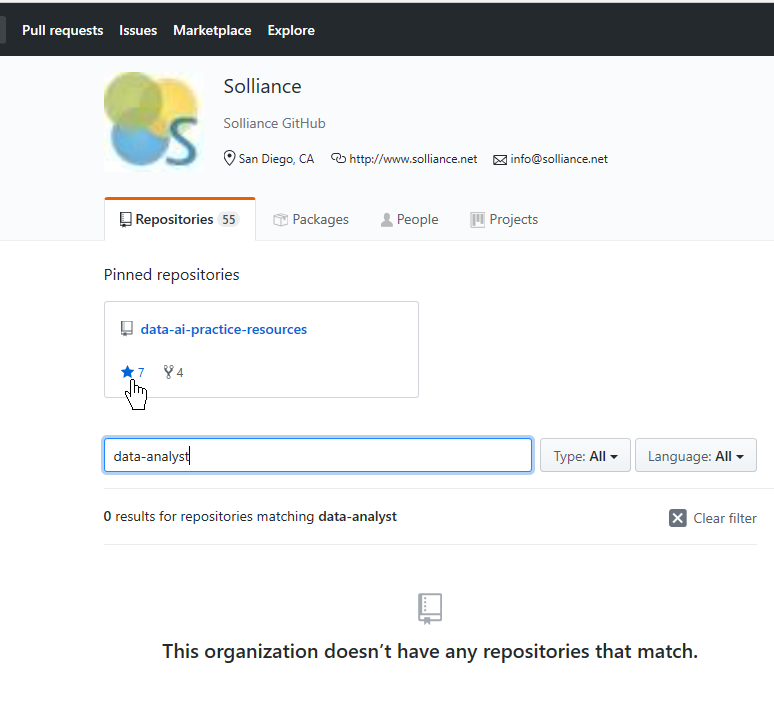 Pull requests Issues Marketplace Explore
S
Solliance
Solliance GitHub
San Diego, CA http://www.solliance.net info@solliance.net
Repositories 55 Packages People Projects
Pinned repositories
data-ai-practice-resources
7 4
data-analyst Type: All Language: All
0 results for repositories matching data-analyst Clear filter
This organization doesn’t have any repositories that match.